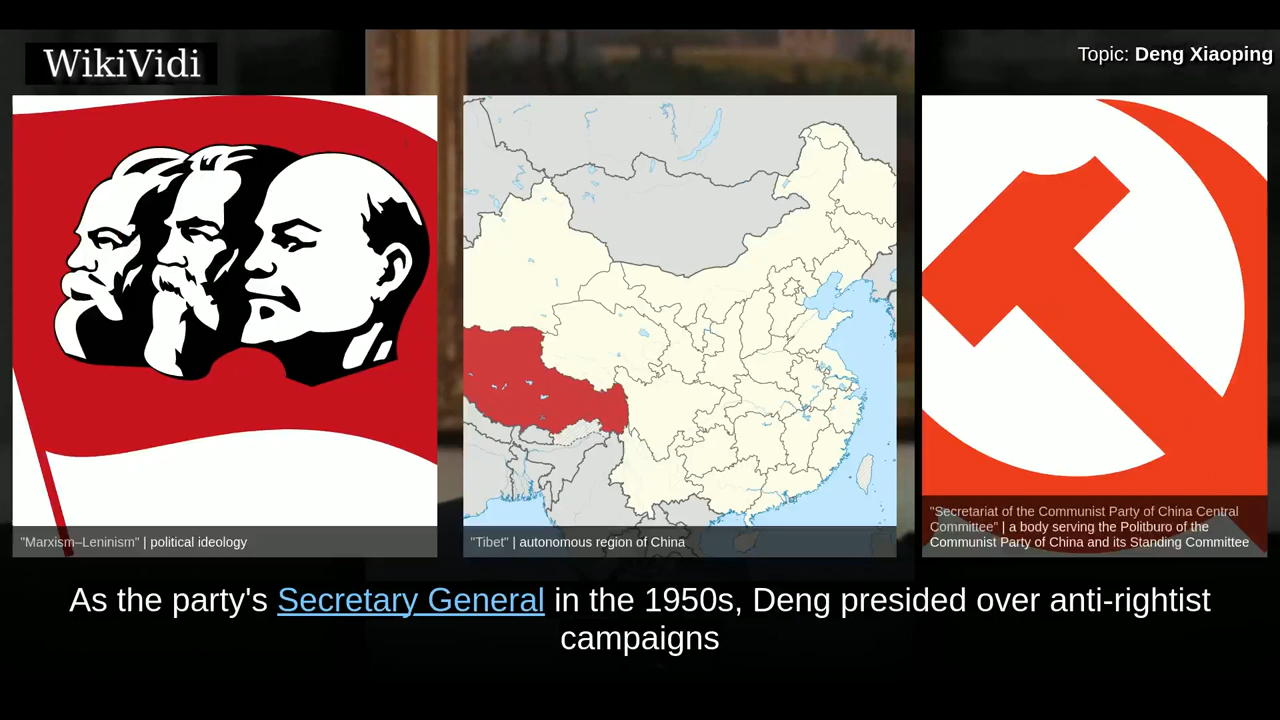 WikiVidi
Topic: Deng Xiaoping
"Marxism–Leninism" | political ideology
"Tibet" | autonomous region of China
"Secretariat of the Communist Party of China Central
Committee" | a body serving the Politburo of the
Communist Party of China and its Standing Committee
As the party's Secretary General in the 1950s, Deng presided over anti-rightist
campaigns